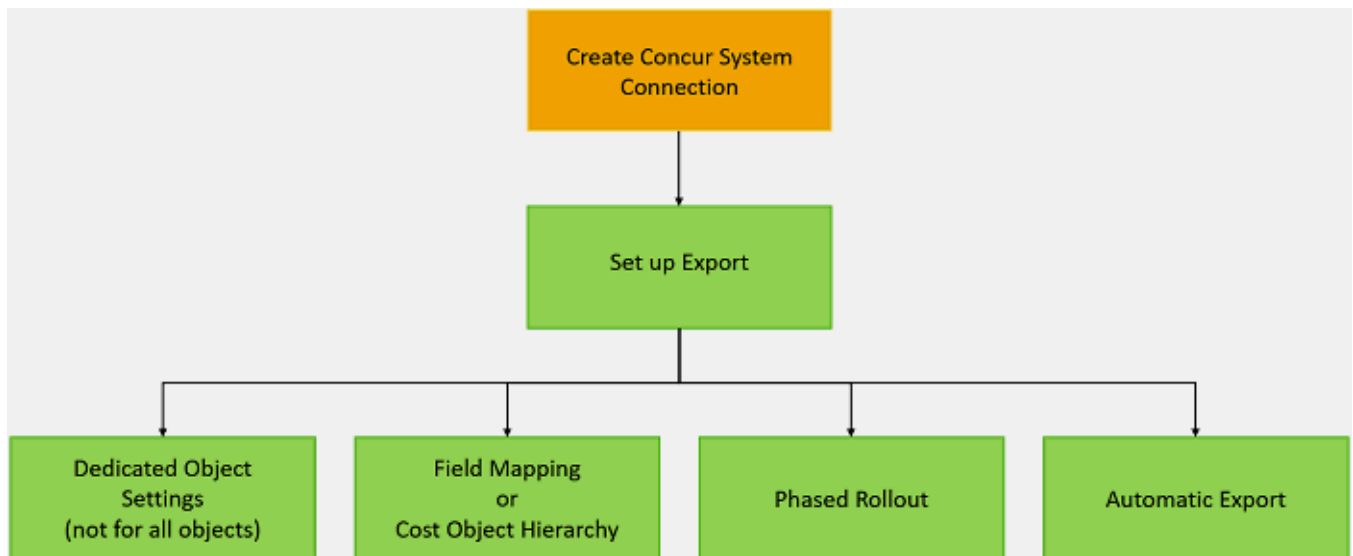 Create Concur System
Connection
Set up Export
Dedicated Object
Settings
(not for all objects)
Field Mapping
or
Cost Object Hierarchy
Phased Rollout
Automatic Export